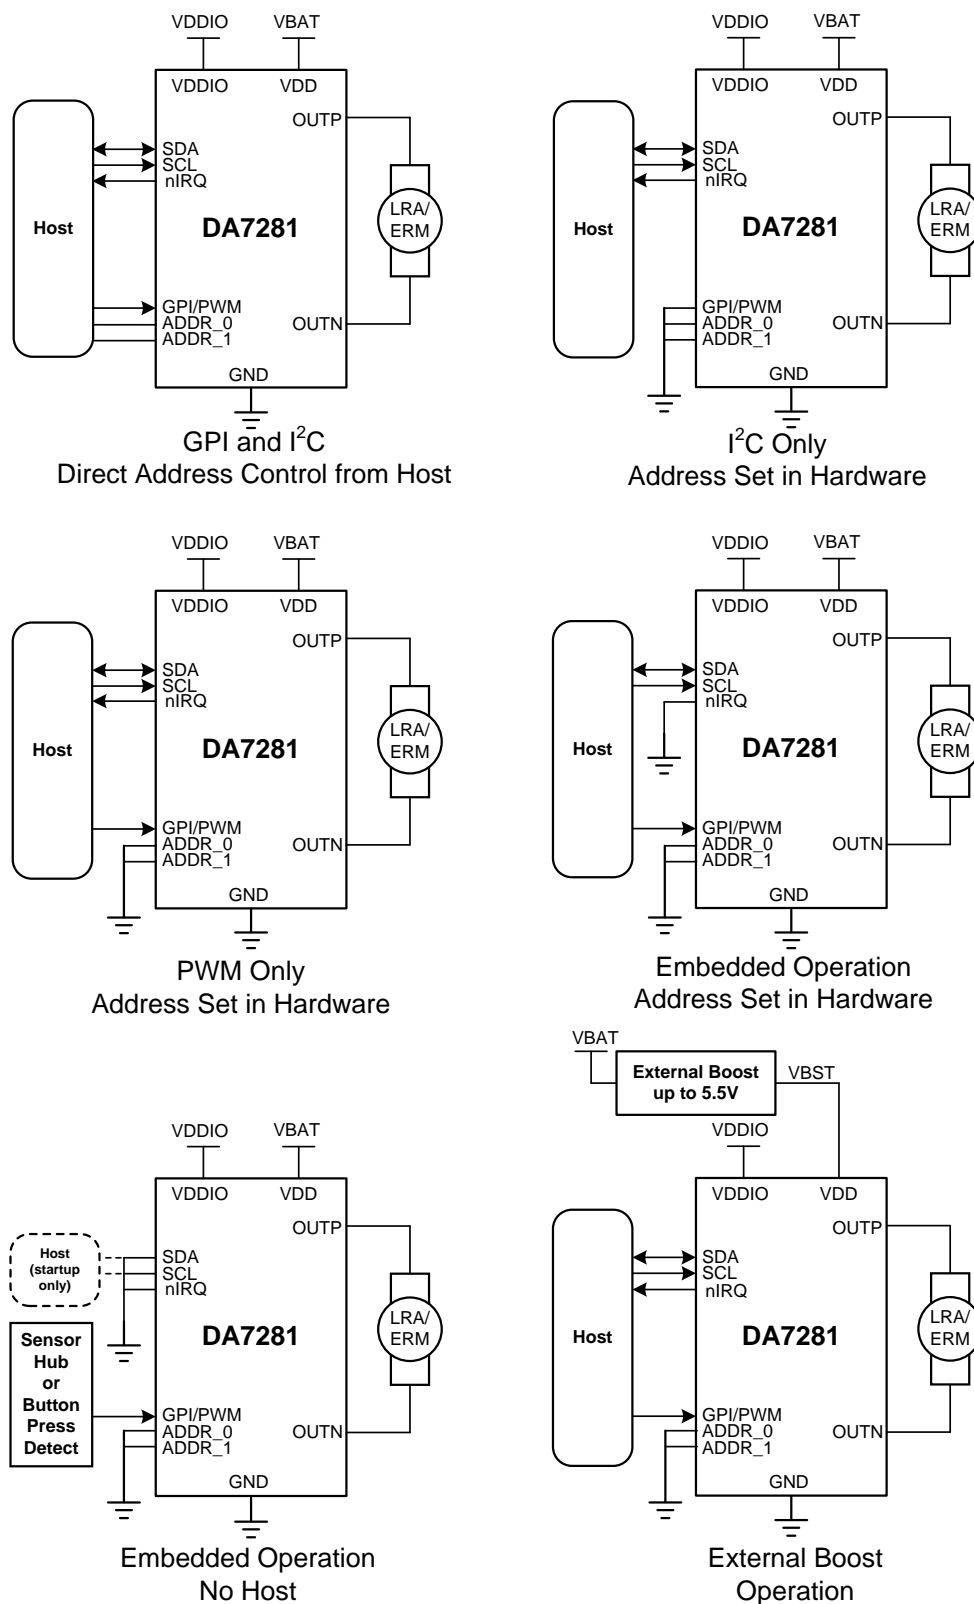 VDDIO VBAT
VDDIO VDD
OUTP
SDA
SCL
nIRQ
Host
DA7281
LRA/
ERM
GPI/PWM
ADDR_0
OUTN
ADDR_1
GND
GPI and I²C
Direct Address Control from Host
VDDIO VBAT
VDDIO VDD
OUTP
SDA
SCL
nIRQ
Host
DA7281
LRA/
ERM
GPI/PWM
ADDR_0
OUTN
ADDR_1
GND
I²C Only
Address Set in Hardware
VDDIO VBAT
VDDIO VDD
OUTP
SDA
SCL
nIRQ
Host
DA7281
LRA/
ERM
GPI/PWM
ADDR_0
OUTN
ADDR_1
GND
PWM Only
Address Set in Hardware
VDDIO VBAT
VDDIO VDD
OUTP
SDA
SCL
nIRQ
Host
DA7281
LRA/
ERM
GPI/PWM
ADDR_0
OUTN
ADDR_1
GND
Embedded Operation
Address Set in Hardware
VDDIO VBAT
VDDIO VDD
OUTP
Host
(startup
only)
SDA
SCL
nIRQ
Sensor
Hub
or
Button
Press
Detect
DA7281
LRA/
ERM
GPI/PWM
ADDR_0
OUTN
ADDR_1
GND
Embedded Operation
No Host
VBAT
External Boost
up to 5.5V
VBST
VDDIO
VDDIO VDD
OUTP
SDA
SCL
nIRQ
Host
DA7281
LRA/
ERM
GPI/PWM
ADDR_0
OUTN
ADDR_1
GND
External Boost
Operation